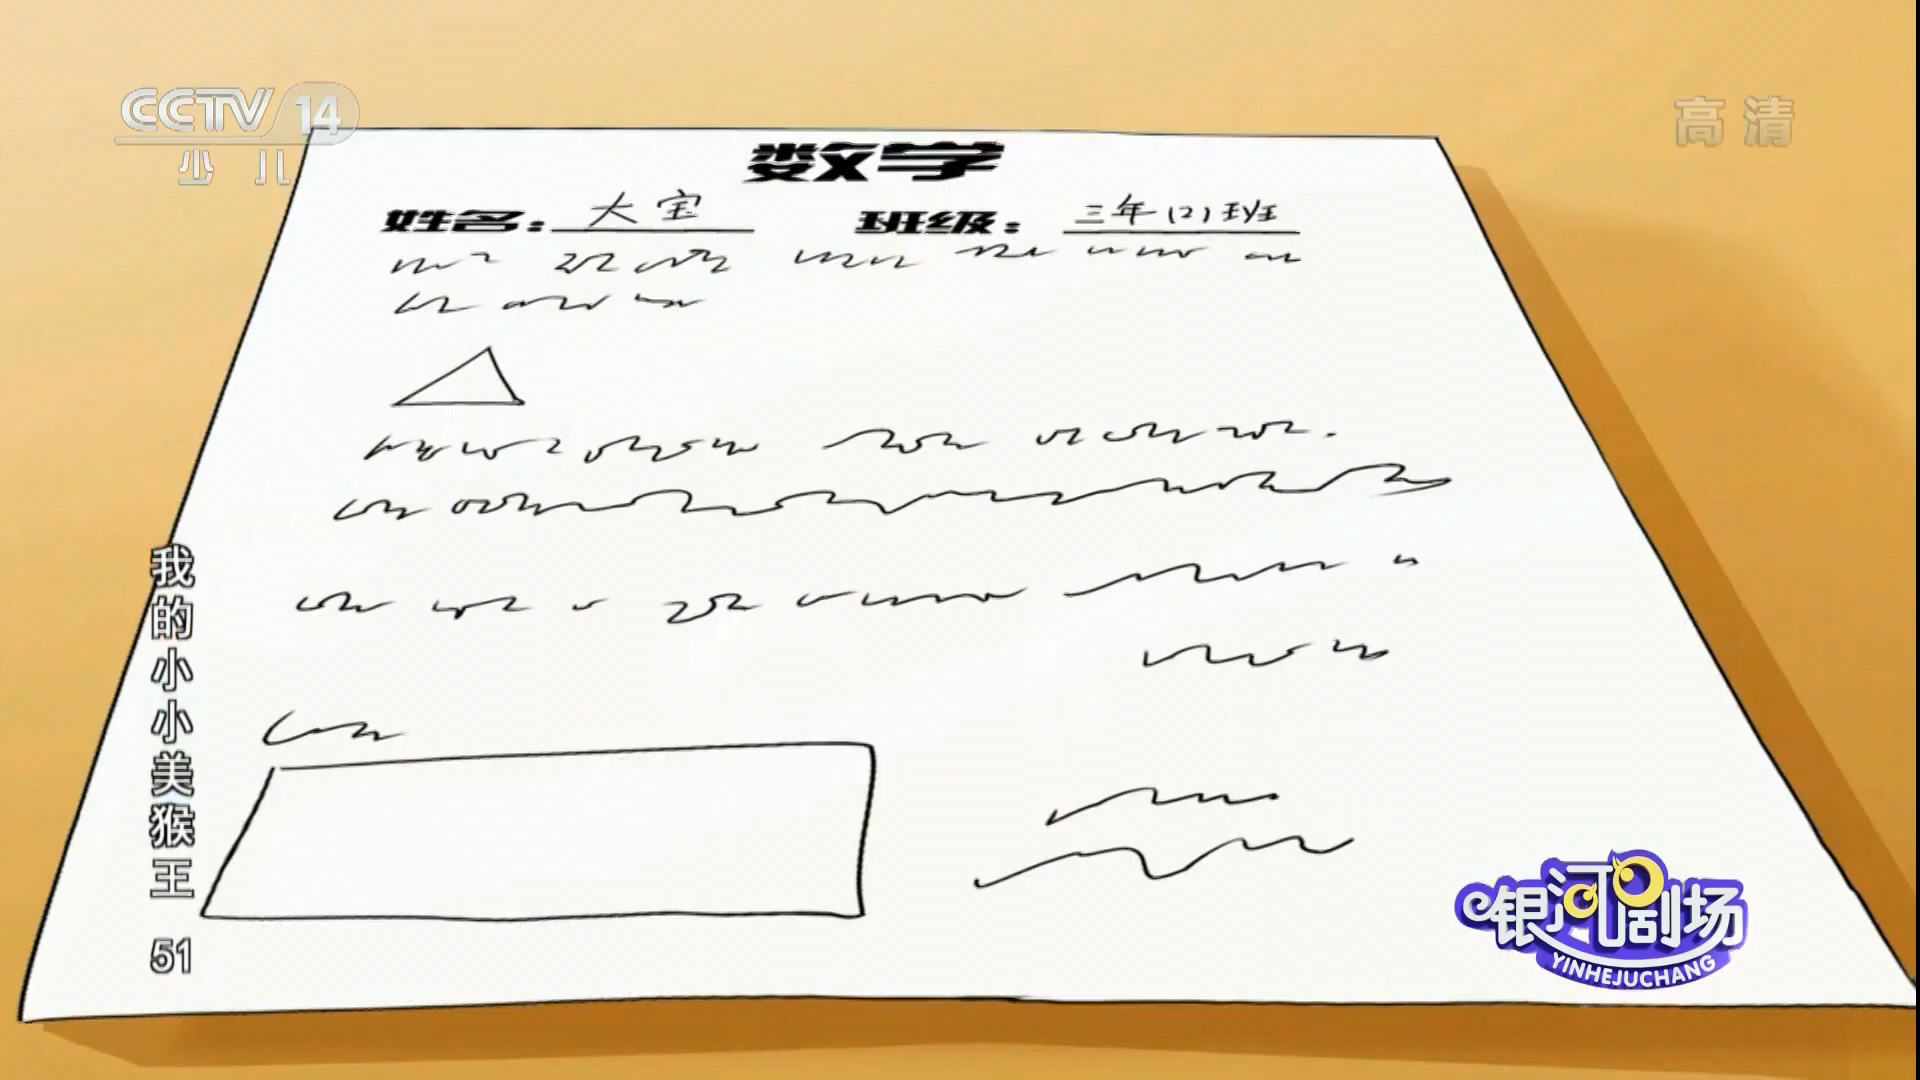 CCTV 14
少儿
高清
数学
姓名：大宝 班级：三年(2)班
我的小小美猴王 51
银河剧场
YINHEJUCHANG